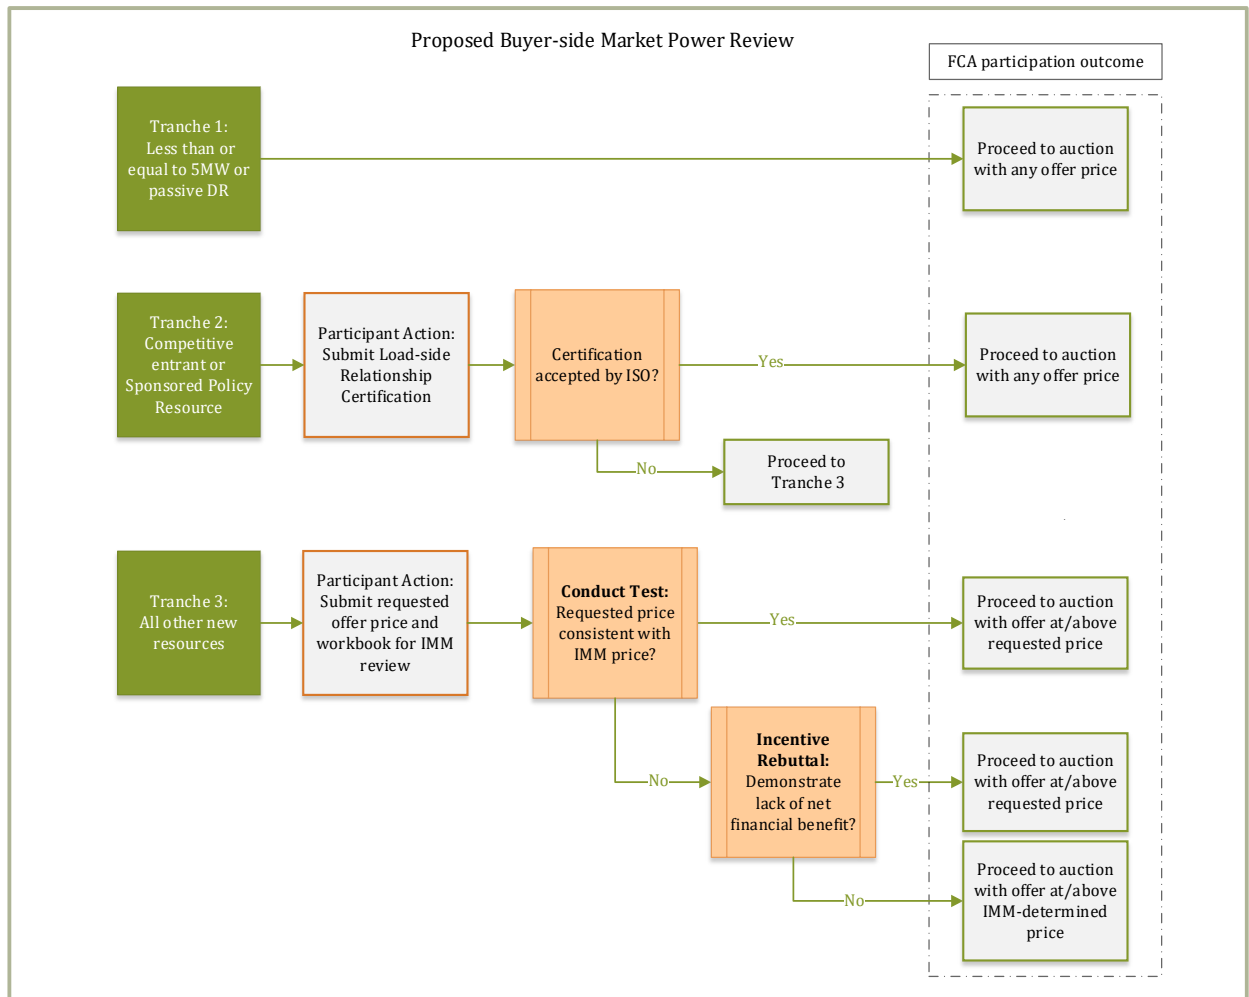 Proposed Buyer-side Market Power Review
FCA participation outcome
Tranche 1:
Less than or
equal to 5MW or
passive DR
Proceed to auction
with any offer price
Tranche 2:
Competitive
entrant or
Sponsored Policy
Resource
Participant Action:
Submit Load-side
Relationship
Certification
Certification
accepted by ISO?
Yes
Proceed to auction
with any offer price
No
Proceed to
Tranche 3
Tranche 3:
All other new
resources
Participant Action:
Submit requested
offer price and
workbook for IMM
review
Conduct Test:
Requested price
consistent with
IMM price?
Yes
Proceed to auction
with offer at/above
requested price
No
Incentive
Rebuttal:
Demonstrate
lack of net
financial benefit?
Yes
Proceed to auction
with offer at/above
requested price
No
Proceed to auction
with offer at/above
IMM-determined
price